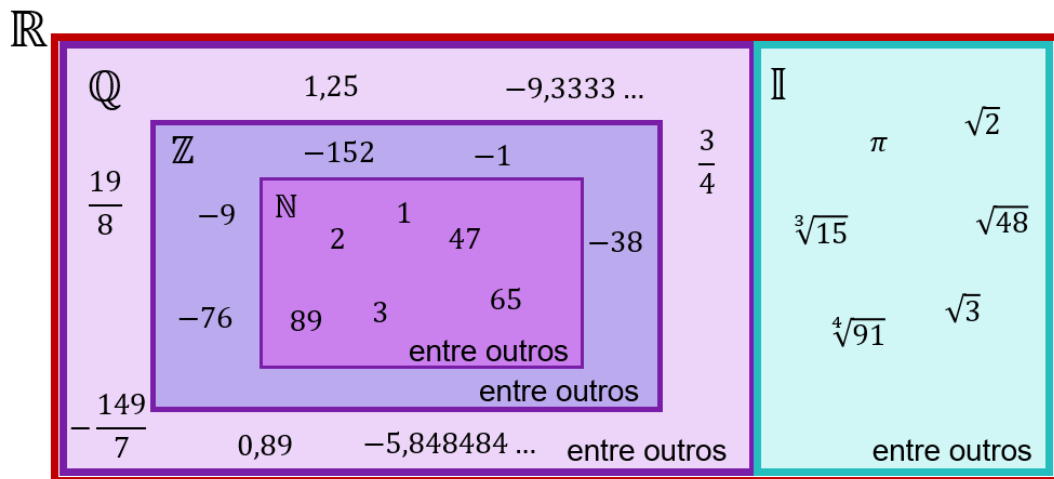 ℝ
ℚ 1,25 −9,3333 ...
𝕀
π √2
ℤ −152 −1
3/4
19/8
−9
ℕ 1
2 47
−38
∛15 √48
−76
89 3 65
∜91 √3
entre outros
entre outros
−149/7
0,89 −5,848484 ... entre outros
entre outros